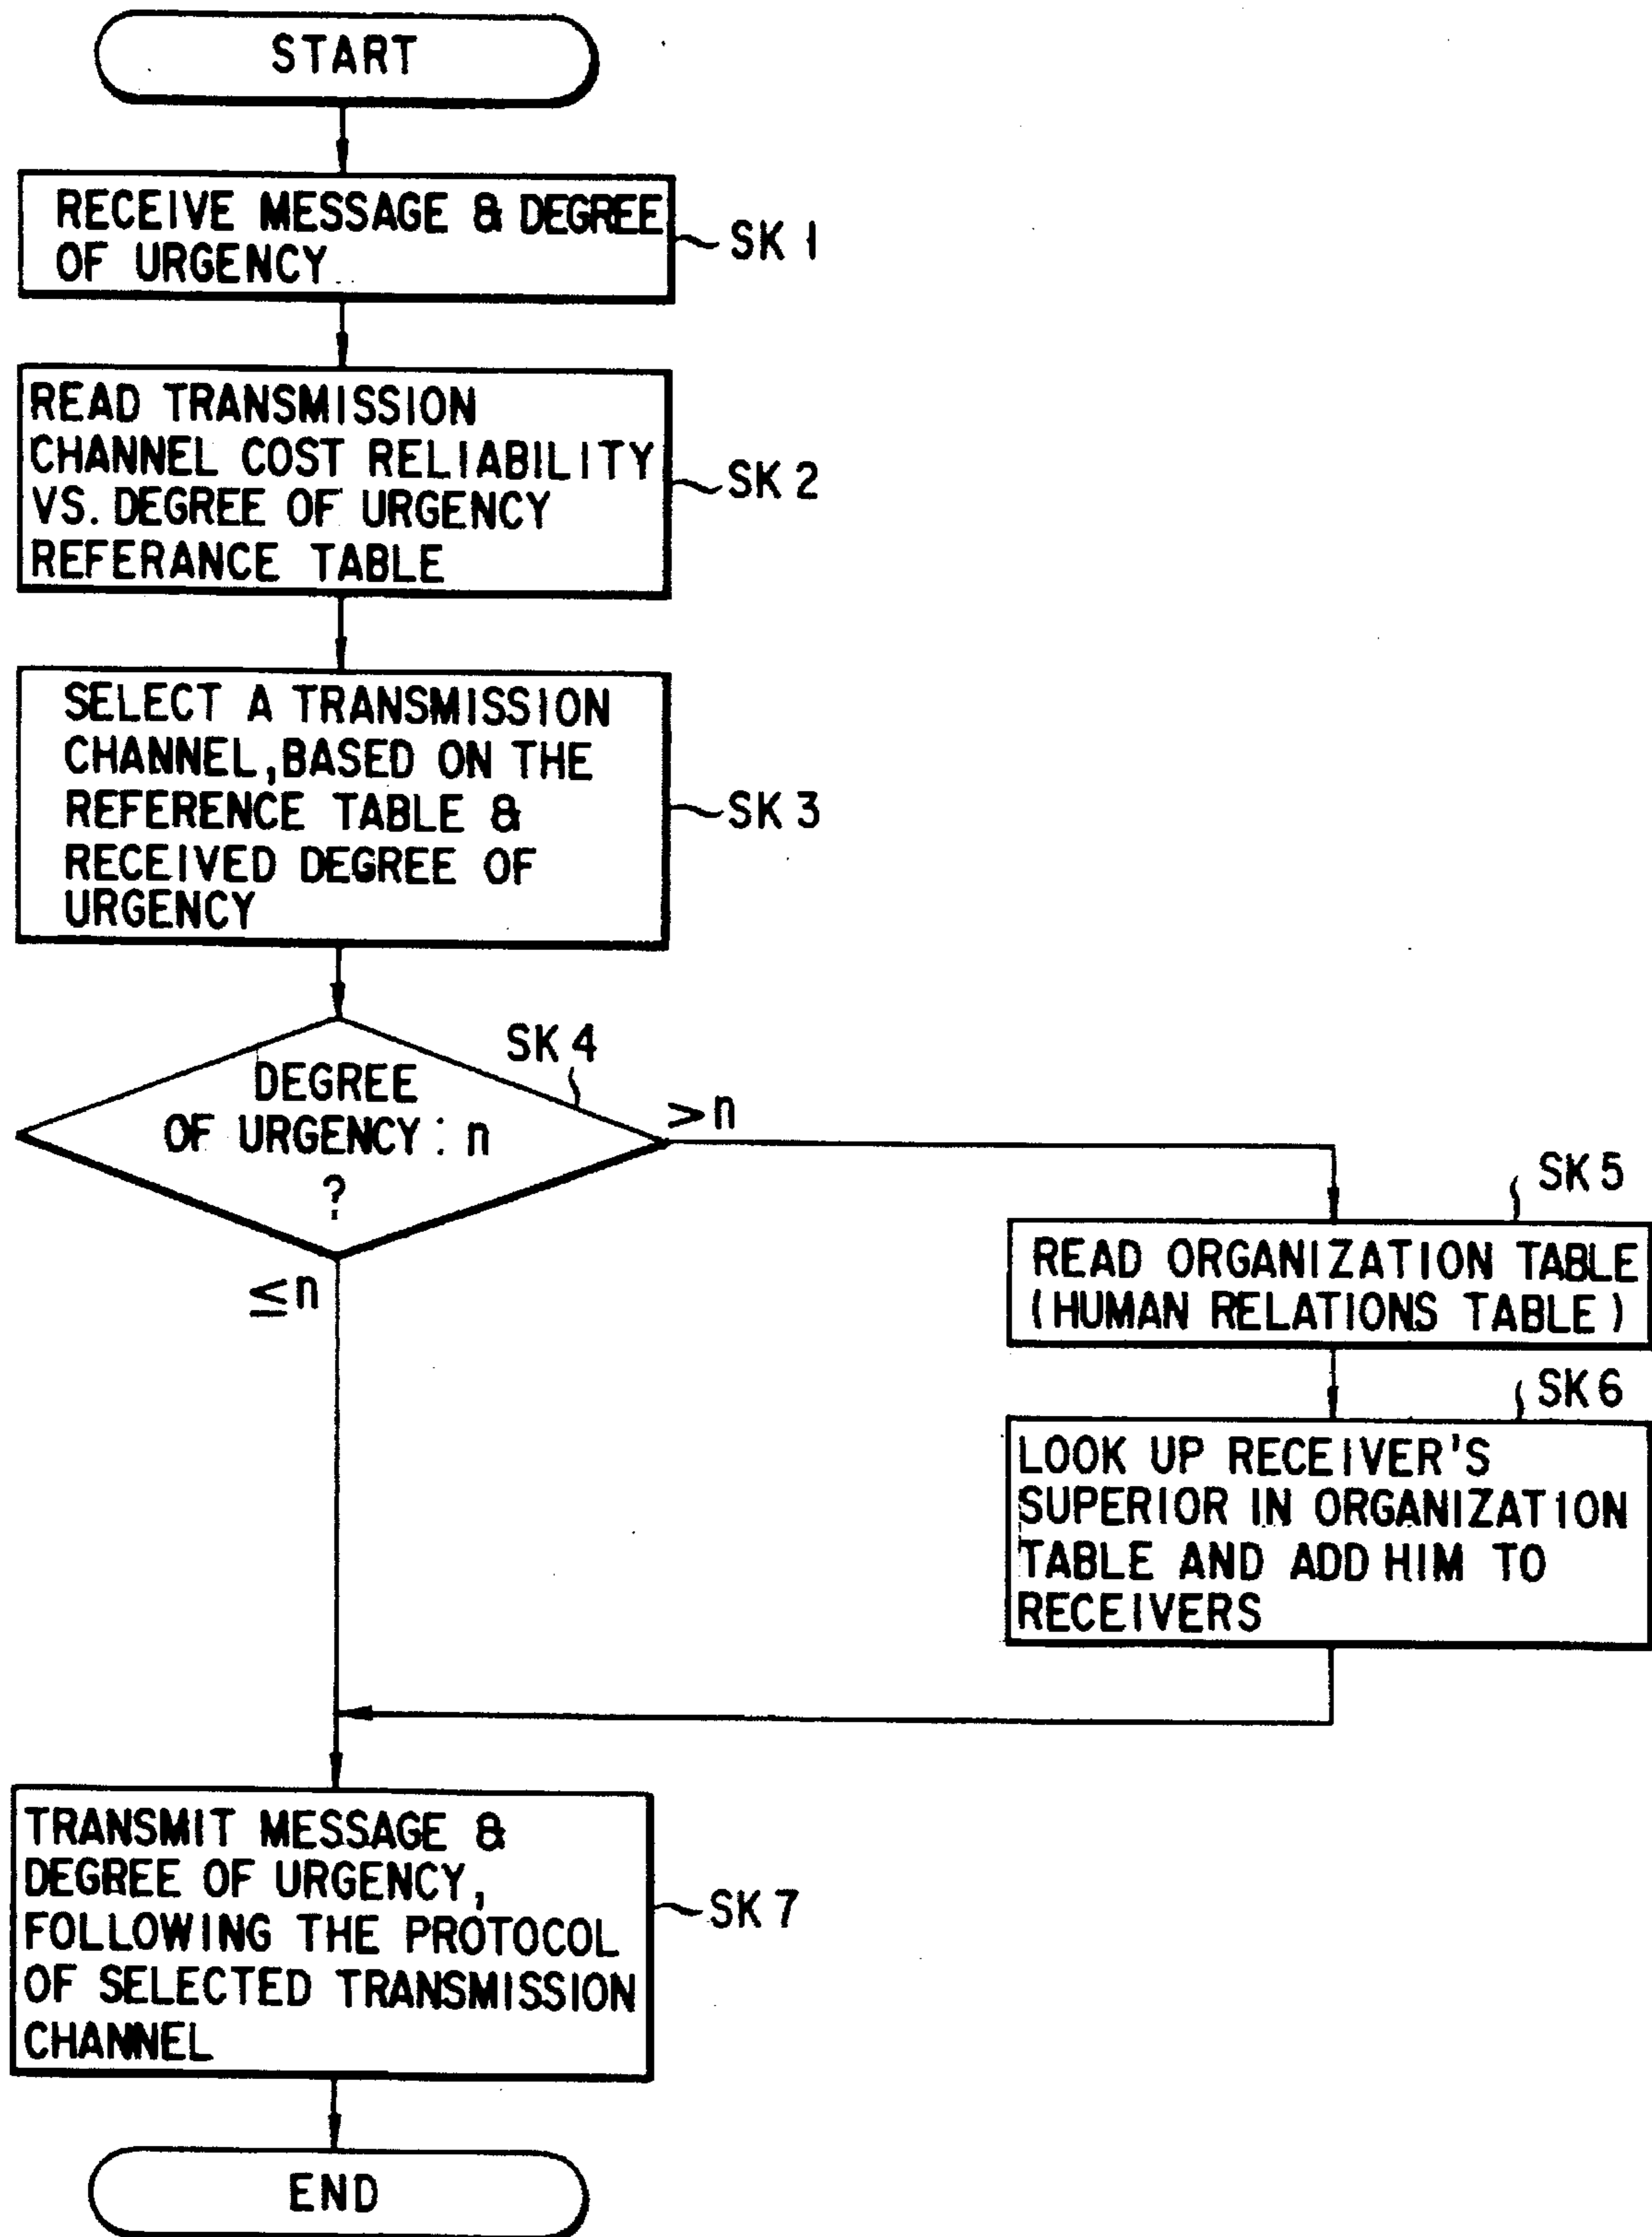 START
RECEIVE MESSAGE & DEGREE
OF URGENCY
SK 1
READ TRANSMISSION
CHANNEL COST RELIABILITY
VS. DEGREE OF URGENCY
REFERANCE TABLE
SK 2
SELECT A TRANSMISSION
CHANNEL, BASED ON THE
REFERENCE TABLE &
RECEIVED DEGREE OF
URGENCY
SK 3
SK 4
DEGREE
OF URGENCY : n
?
>n
≤n
SK 5
READ ORGANIZATION TABLE
(HUMAN RELATIONS TABLE)
SK 6
LOOK UP RECEIVER'S
SUPERIOR IN ORGANIZATION
TABLE AND ADD HIM TO
RECEIVERS
TRANSMIT MESSAGE &
DEGREE OF URGENCY,
FOLLOWING THE PROTOCOL
OF SELECTED TRANSMISSION
CHANNEL
SK 7
END